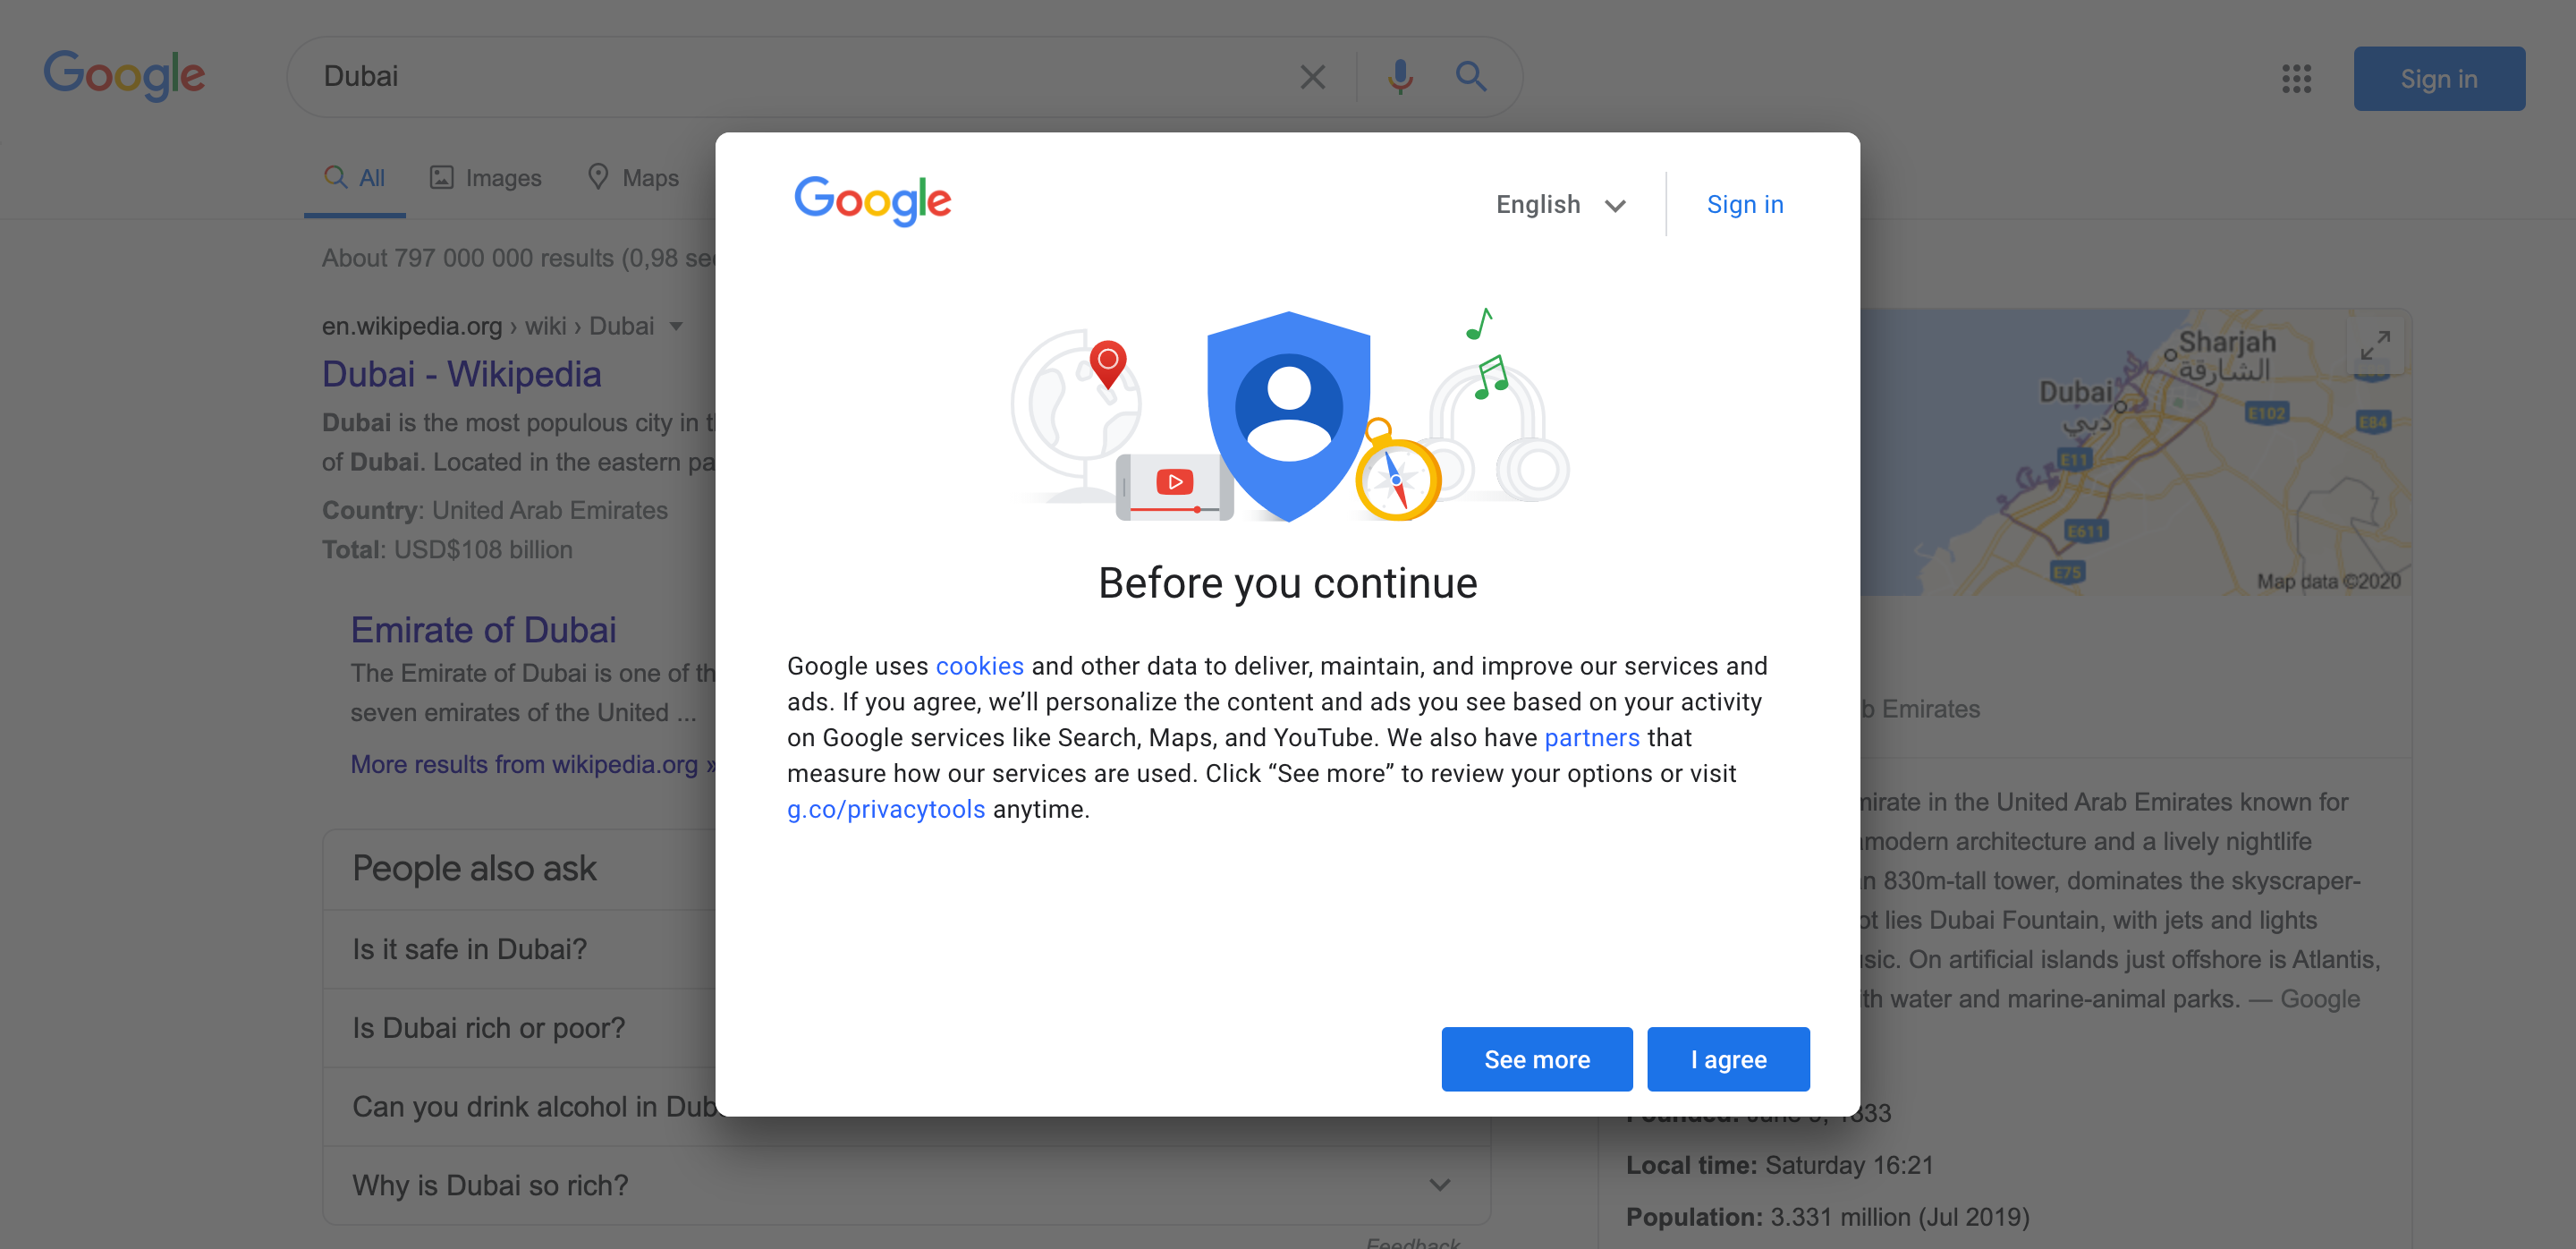 Google
Dubai
Sign in
All
Images
Maps
About 797 000 000 results (0,98 se
en.wikipedia.org › wiki › Dubai
Dubai - Wikipedia
Dubai is the most populous city in
of Dubai. Located in the eastern
Country: United Arab Emirates
Total: USD$108 billion
Emirate of Dubai
The Emirate of Dubai is one of
seven emirates of the United ...
More results from wikipedia.org »
People also ask
Is it safe in Dubai?
Is Dubai rich or poor?
Can you drink alcohol in Dub
Why is Dubai so rich?
Feedback
Google
English
Sign in
Before you continue
Google uses cookies and other data to deliver, maintain, and improve our services and
ads. If you agree, we’ll personalize the content and ads you see based on your activity
on Google services like Search, Maps, and YouTube. We also have partners that
measure how our services are used. Click “See more” to review your options or visit
g.co/privacytools anytime.
See more
I agree
Sharjah
الشارقة
Dubai
دبي
E102
E84
E11
E611
E75
Map data ©2020
b Emirates
mirate in the United Arab Emirates known for
modern architecture and a lively nightlife
n 830m-tall tower, dominates the skyscraper-
ot lies Dubai Fountain, with jets and lights
sic. On artificial islands just offshore is Atlantis,
th water and marine-animal parks. — Google
Founded: June 9, 1833
Local time: Saturday 16:21
Population: 3.331 million (Jul 2019)